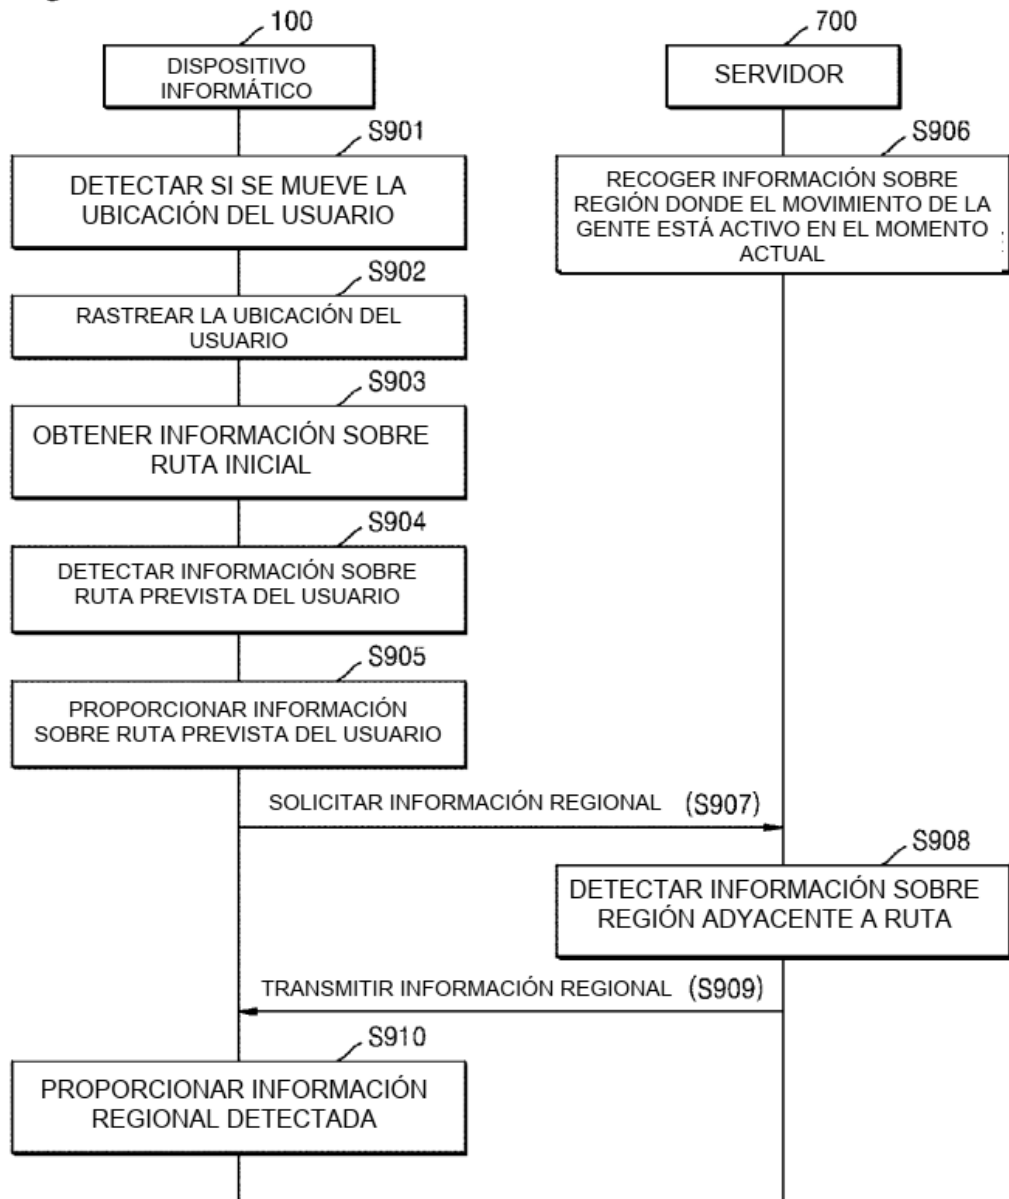 100
DISPOSITIVO
INFORMÁTICO
700
SERVIDOR
S901
DETECTAR SI SE MUEVE LA
UBICACIÓN DEL USUARIO
S906
RECOGER INFORMACIÓN SOBRE
REGIÓN DONDE EL MOVIMIENTO DE LA
GENTE ESTÁ ACTIVO EN EL MOMENTO
ACTUAL
S902
RASTREAR LA UBICACIÓN DEL
USUARIO
S903
OBTENER INFORMACIÓN SOBRE
RUTA INICIAL
S904
DETECTAR INFORMACIÓN SOBRE
RUTA PREVISTA DEL USUARIO
S905
PROPORCIONAR INFORMACIÓN
SOBRE RUTA PREVISTA DEL USUARIO
SOLICITAR INFORMACIÓN REGIONAL (S907)
S908
DETECTAR INFORMACIÓN SOBRE
REGIÓN ADYACENTE A RUTA
TRANSMITIR INFORMACIÓN REGIONAL (S909)
S910
PROPORCIONAR INFORMACIÓN
REGIONAL DETECTADA